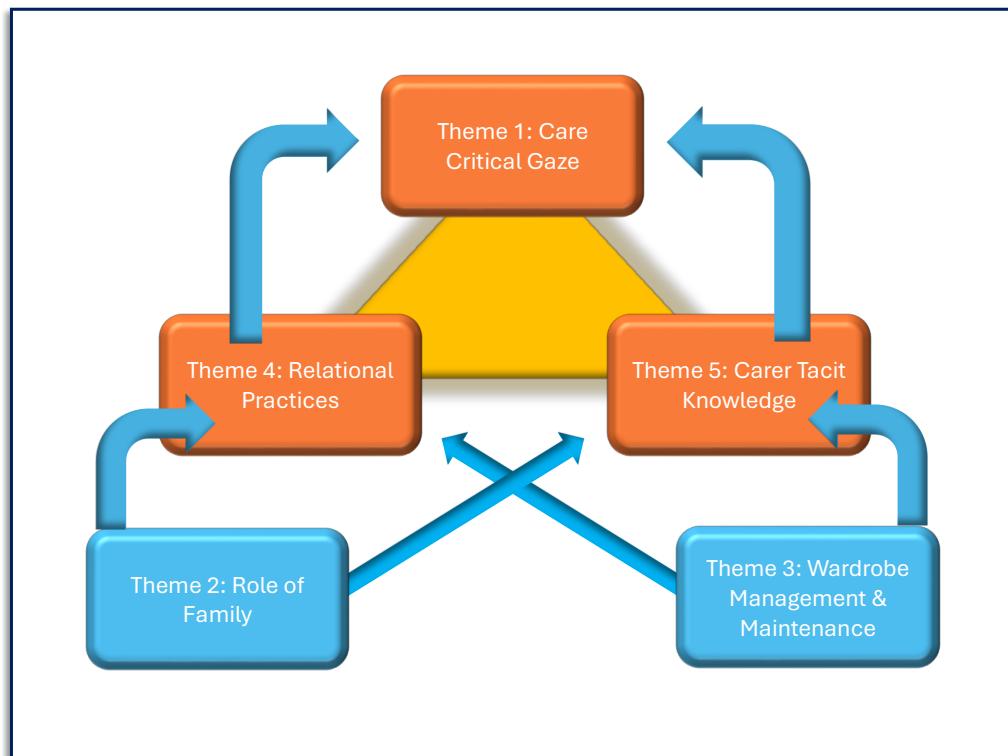 Theme 1: Care
Critical Gaze
Theme 4: Relational
Practices
Theme 5: Carer Tacit
Knowledge
Theme 2: Role of
Family
Theme 3: Wardrobe
Management &
Maintenance